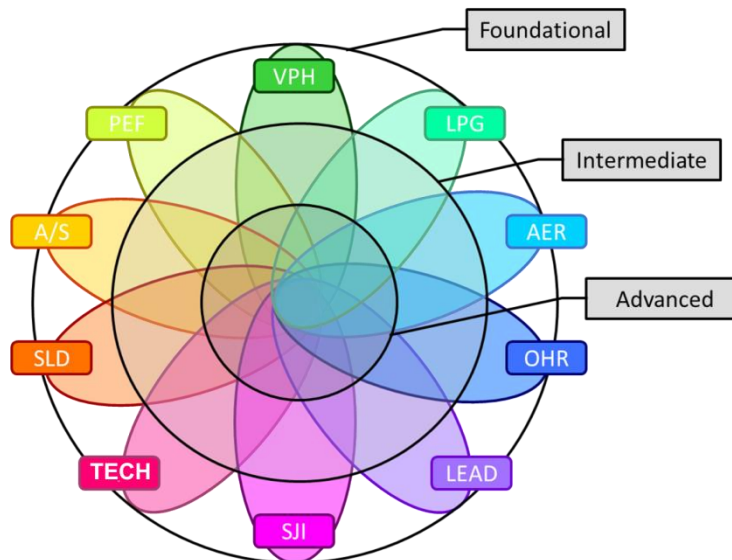 Foundational
VPH
PEF
LPG
Intermediate
A/S
AER
Advanced
SLD
OHR
TECH
LEAD
SJI